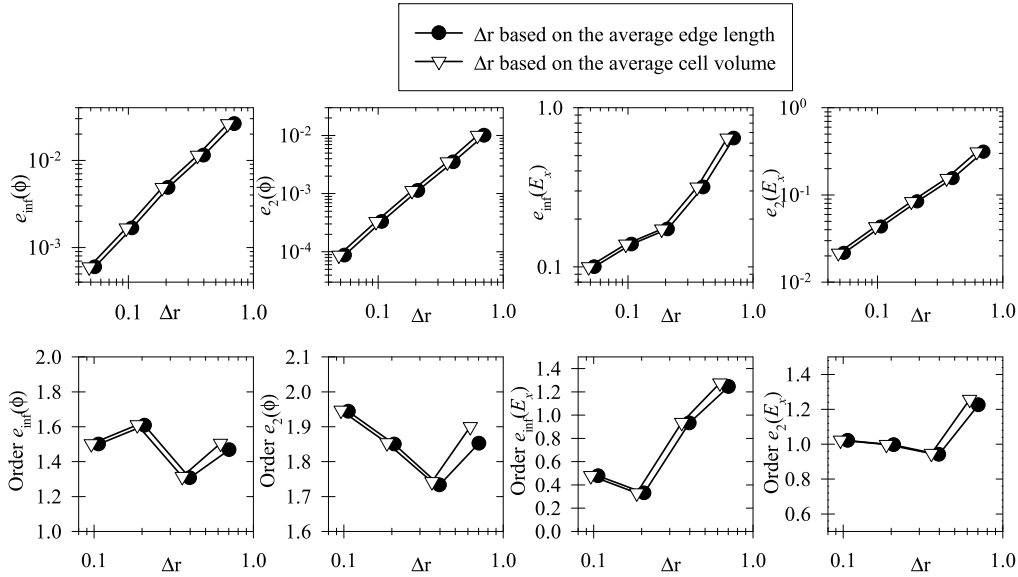 Δr based on the average edge length
Δr based on the average cell volume
e_inf(ϕ)
10⁻²
10⁻³
0.1 Δr 1.0
e₂(ϕ)
10⁻²
10⁻³
10⁻⁴
0.1 Δr 1.0
e_inf(E_x)
1.0
0.1
0.1 Δr 1.0
e₂(E_x)
10⁰
10⁻¹
10⁻²
0.1 Δr 1.0
Order e_inf(ϕ)
2.0
1.8
1.6
1.4
1.2
1.0
0.1 Δr 1.0
Order e₂(ϕ)
2.1
2.0
1.9
1.8
1.7
1.6
0.1 Δr 1.0
Order e_inf(E_x)
1.4
1.2
1.0
0.8
0.6
0.4
0.2
0.0
0.1 Δr 1.0
Order e₂(E_x)
1.4
1.2
1.0
0.8
0.6
0.1 Δr 1.0